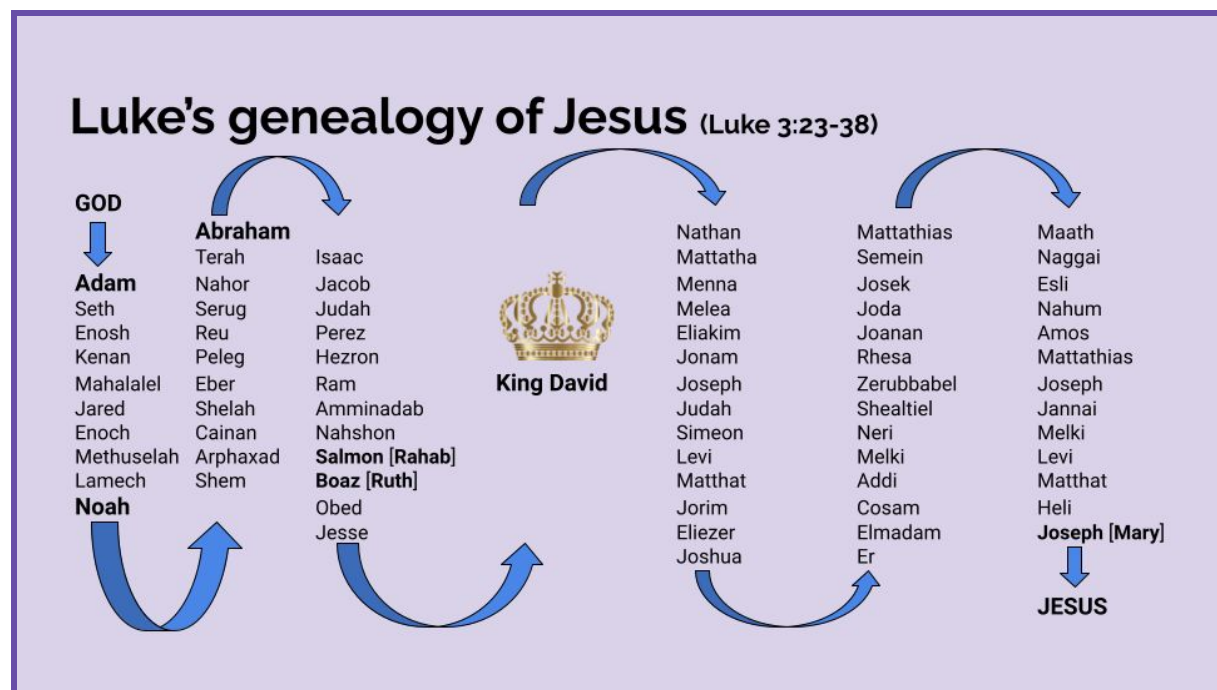 Luke's genealogy of Jesus (Luke 3:23-38)
GOD
Adam
Seth
Enosh
Kenan
Mahalalel
Jared
Enoch
Methuselah
Lamech
Noah
Abraham
Terah
Nahor
Serug
Reu
Peleg
Eber
Shelah
Cainan
Arphaxad
Shem
Isaac
Jacob
Judah
Perez
Hezron
Ram
Amminadab
Nahshon
Salmon [Rahab]
Boaz [Ruth]
Obed
Jesse
King David
Nathan
Mattatha
Menna
Melea
Eliakim
Jonam
Joseph
Judah
Simeon
Levi
Matthat
Jorim
Eliezer
Joshua
Mattathias
Semein
Josek
Joda
Joanan
Rhesa
Zerubbabel
Shealtiel
Neri
Melki
Addi
Cosam
Elmadam
Er
Maath
Naggai
Esli
Nahum
Amos
Mattathias
Joseph
Jannai
Melki
Levi
Matthat
Heli
Joseph [Mary]
JESUS